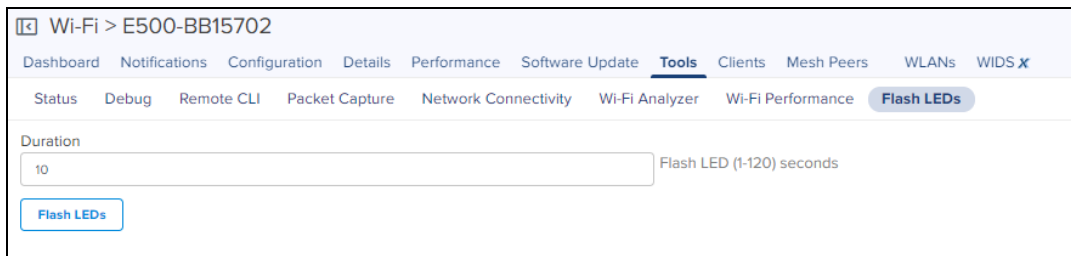 Wi-Fi > E500-BB15702
Dashboard Notifications Configuration Details Performance Software Update Tools Clients Mesh Peers WLANs WIDS X
Status Debug Remote CLI Packet Capture Network Connectivity Wi-Fi Analyzer Wi-Fi Performance Flash LEDs
Duration
10 Flash LED (1-120) seconds
Flash LEDs